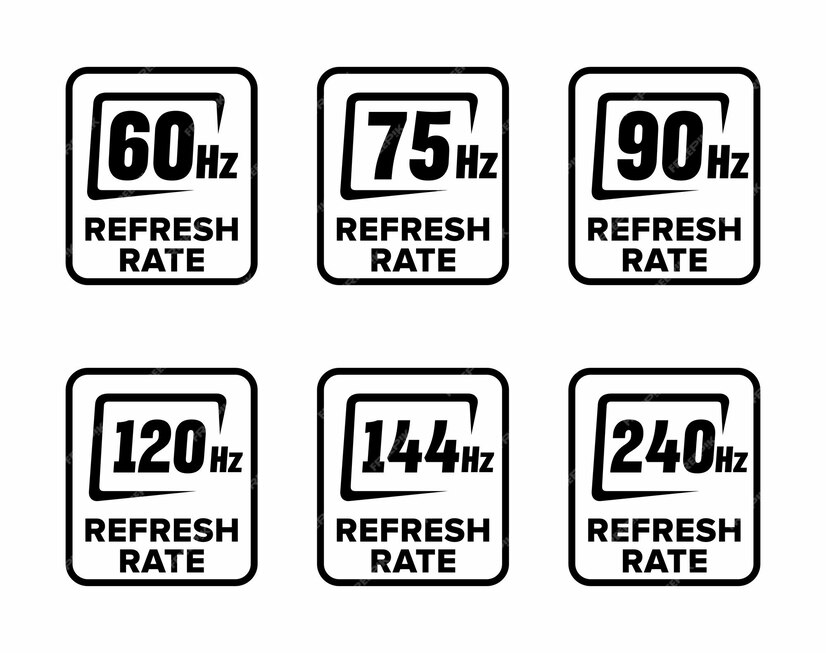 60Hz
REFRESH
RATE
75Hz
REFRESH
RATE
90Hz
REFRESH
RATE
120Hz
REFRESH
RATE
144Hz
REFRESH
RATE
240Hz
REFRESH
RATE